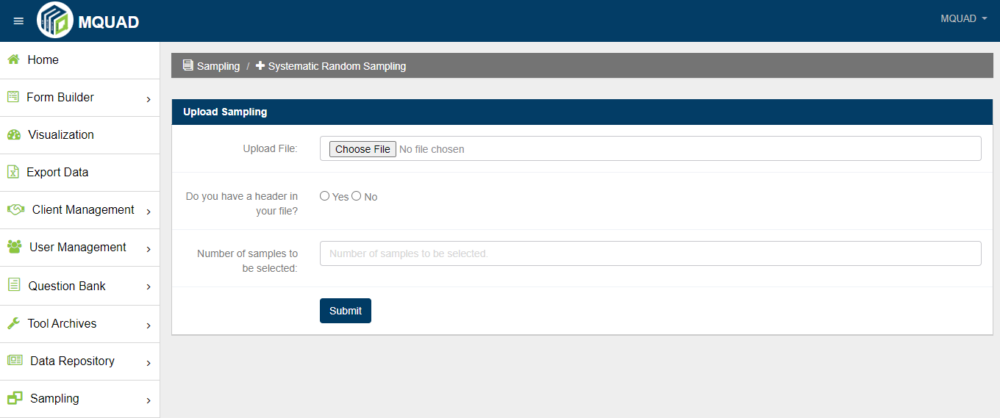 MQUAD
MQUAD
Home
Form Builder
Visualization
Export Data
Client Management
User Management
Question Bank
Tool Archives
Data Repository
Sampling
Sampling / Systematic Random Sampling
Upload Sampling
Upload File:
Choose File No file chosen
Do you have a header in
your file?
Yes No
Number of samples to
be selected:
Number of samples to be selected.
Submit